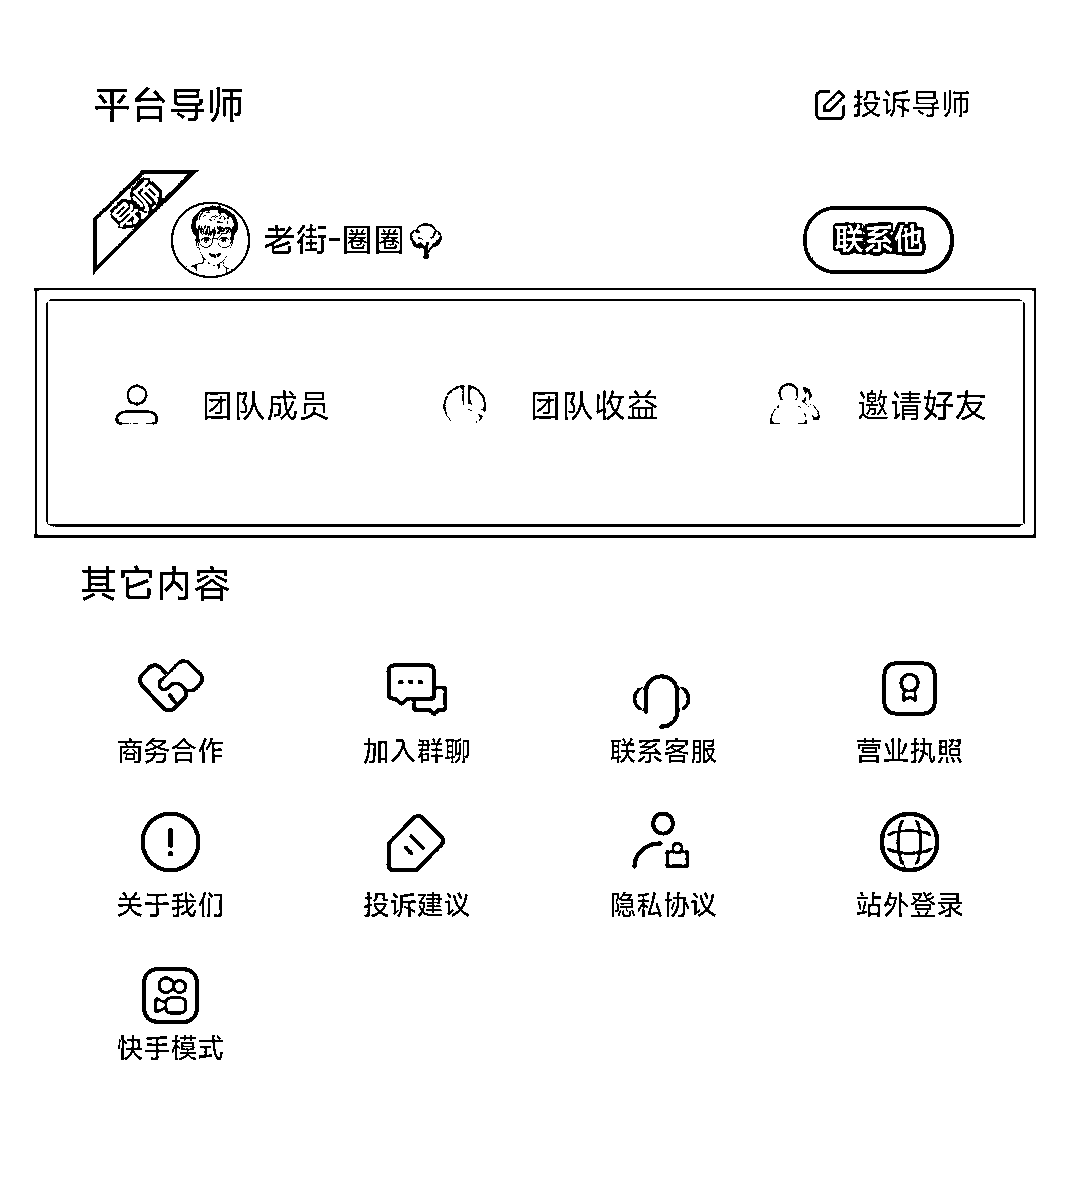 平台导师 投诉导师
导师
老街-圈圈 联系他
团队成员 团队收益 邀请好友
其它内容
商务合作 加入群聊 联系客服 营业执照
关于我们 投诉建议 隐私协议 站外登录
快手模式